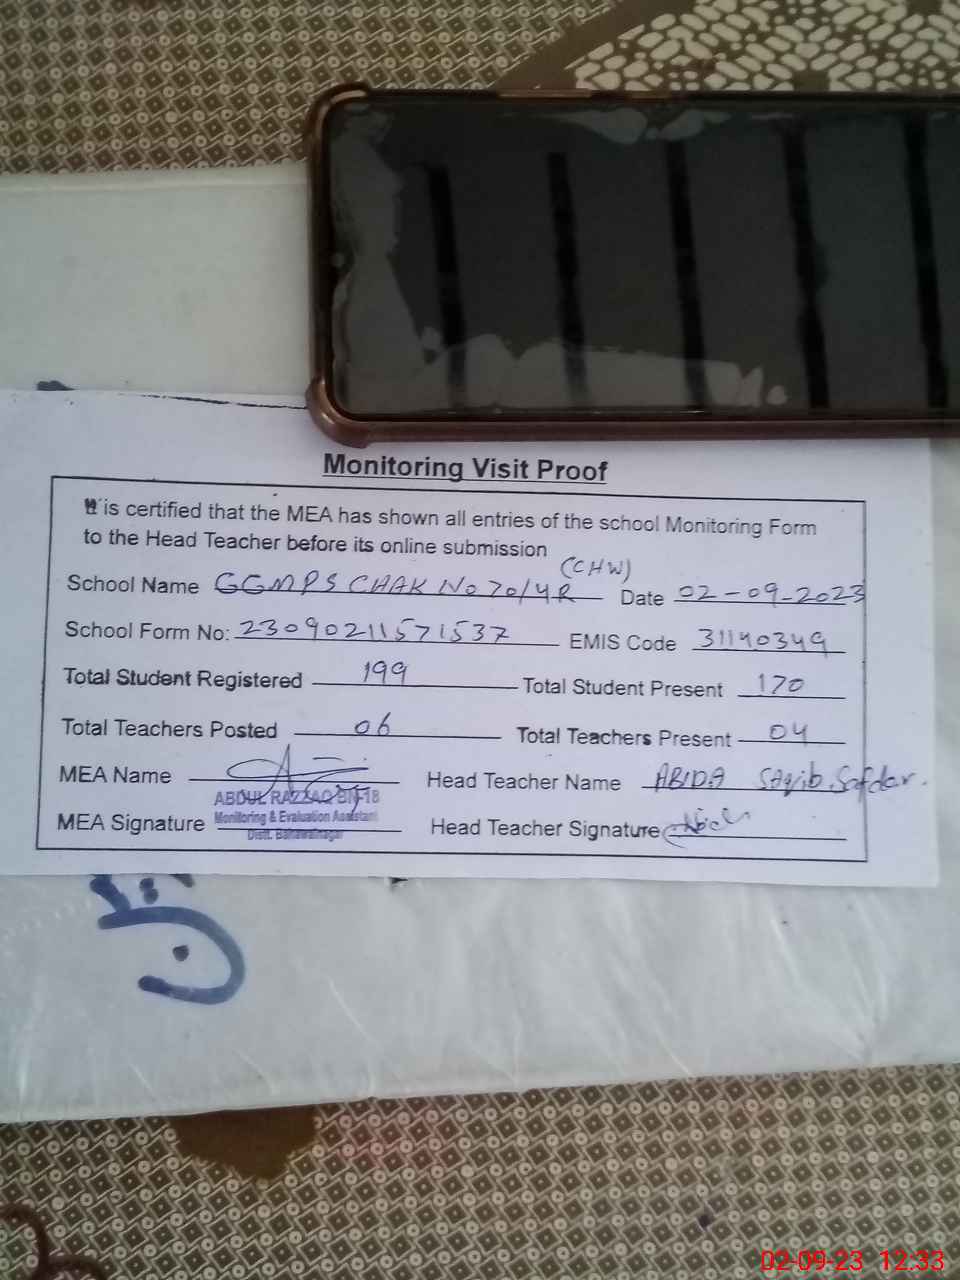 Monitoring Visit Proof
It is certified that the MEA has shown all entries of the school Monitoring Form
to the Head Teacher before its online submission
(CHW)
School Name GGMPS CHAK No 70/4R Date 02-09-2023
School Form No: 23090211571537 EMIS Code 31140349
Total Student Registered 199 Total Student Present 170
Total Teachers Posted 06 Total Teachers Present 04
MEA Name Head Teacher Name ABIDA Saqib Safdar.
ABDUL RAZZAQ BN-18
Monitoring & Evaluation Assistant
Distt. Bahawalnagar
MEA Signature Head Teacher Signature
02-09-23 12:33